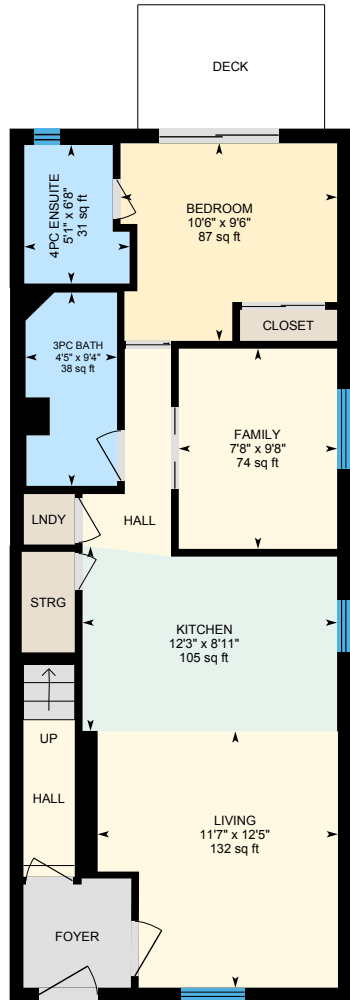 DECK
4PC ENSUITE
5'1" x 6'8"
31 sq ft
BEDROOM
10'6" x 9'6"
87 sq ft
CLOSET
3PC BATH
4'5" x 9'4"
38 sq ft
FAMILY
7'8" x 9'8"
74 sq ft
LNDY
HALL
STRG
KITCHEN
12'3" x 8'11"
105 sq ft
UP
HALL
LIVING
11'7" x 12'5"
132 sq ft
FOYER